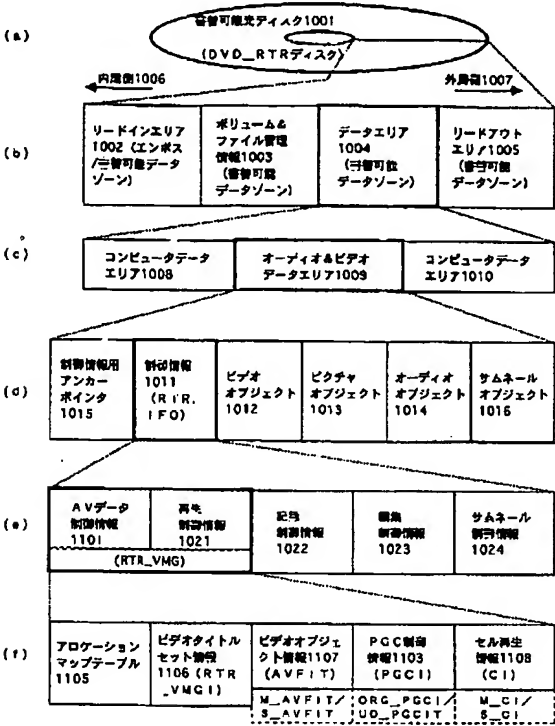 (a)
書替可能光ディスク1001
(DVD_RTRディスク)
内周側1006
外周側1007
(b)
リードインエリア
1002(エンボス
/書替可能データ
ゾーン)
ボリューム&
ファイル管理
情報1003
(書替可能
データゾーン)
データエリア
1004
(書替可能
データゾーン)
リードアウト
エリア1005
(書替可能
データゾーン)
(c)
コンピュータデータ
エリア1008
オーディオ&ビデオ
データエリア1009
コンピュータデータ
エリア1010
(d)
制御情報用
アンカー
ポインタ
1015
制御情報
1011
(RTR.
IFO)
ビデオ
オブジェクト
1012
ピクチャ
オブジェクト
1013
オーディオ
オブジェクト
1014
サムネール
オブジェクト
1016
(e)
AVデータ
制御情報
1101
再生
制御情報
1021
(RTR_VMG)
記録
制御情報
1022
編集
制御情報
1023
サムネール
制御情報
1024
(f)
アロケーション
マップテーブル
1105
ビデオタイトル
セット情報
1106(RTR
_VMGI)
ビデオオブジェ
クト情報1107
(AVFIT)
M_AVFIT/
S_AVFIT
PGC制御
情報1103
(PGCI)
ORG_PGCI/
UD_PGCIT
セル再生
情報1108
(CI)
M_CI/
S_CI